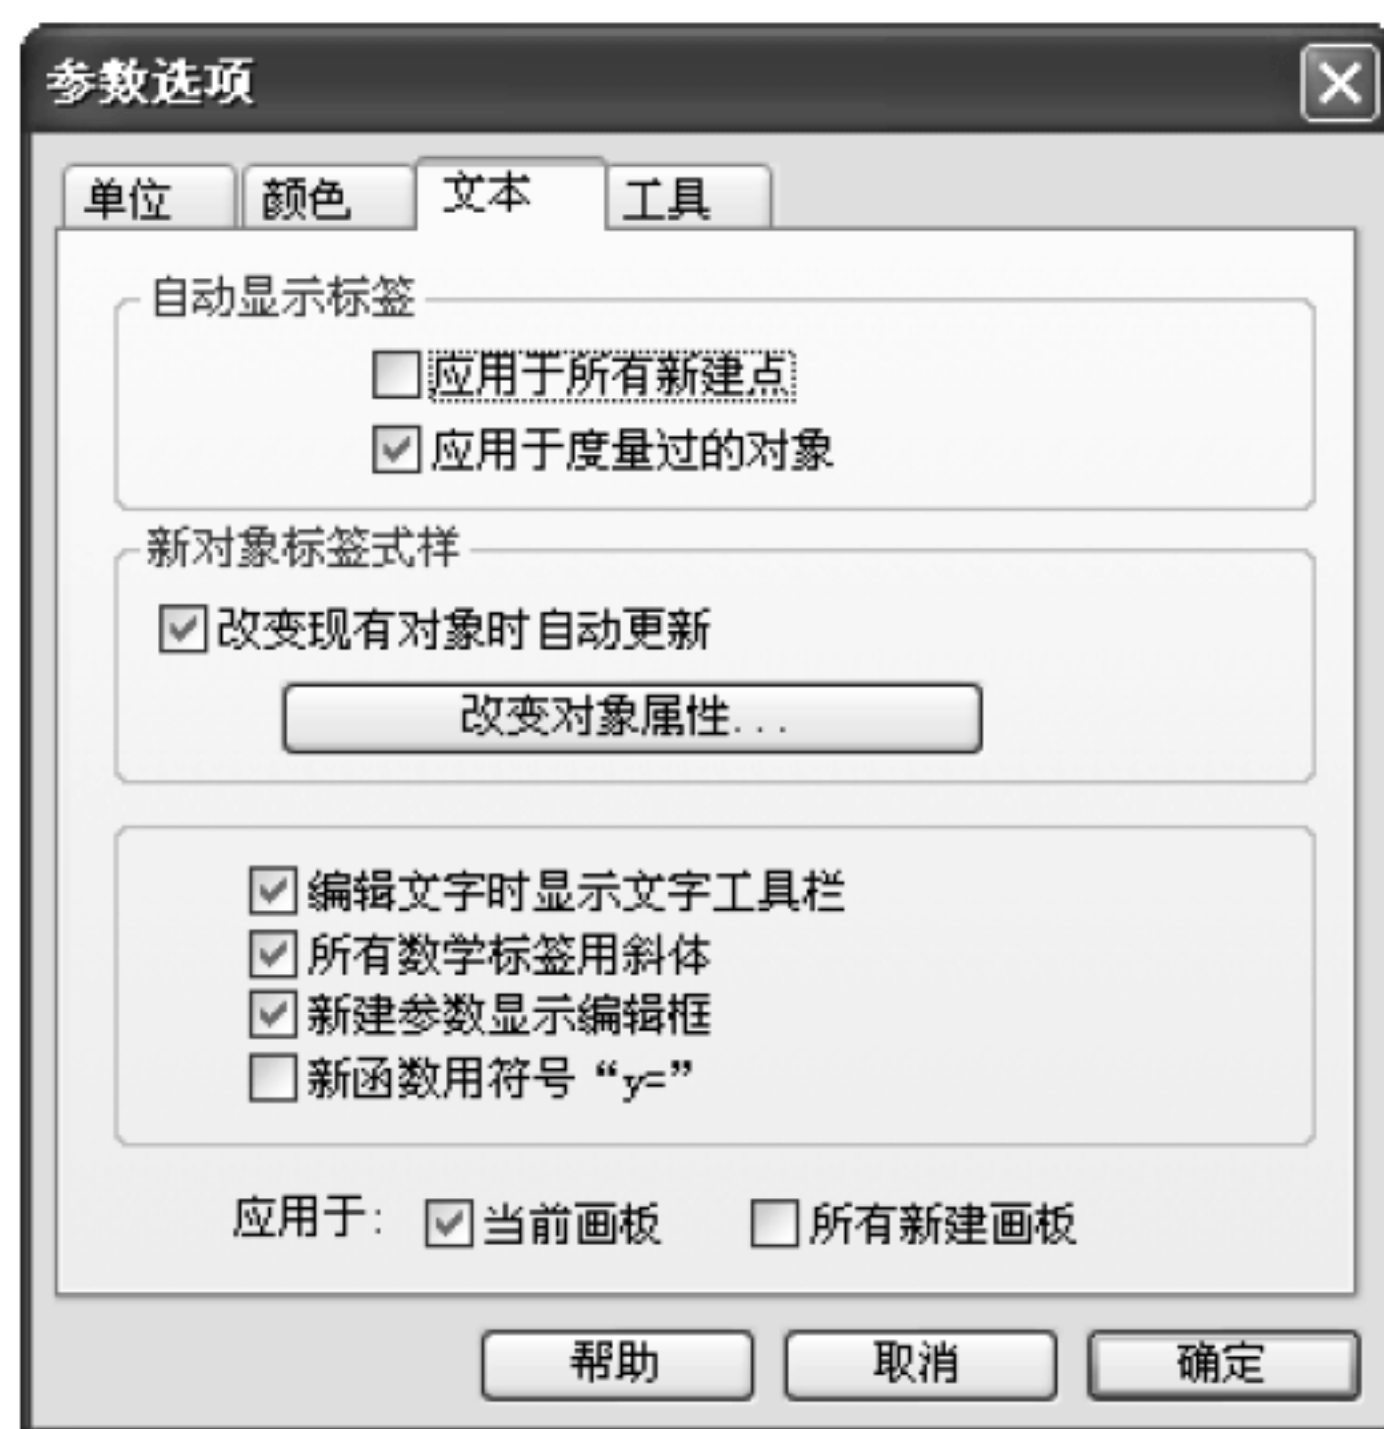 参数选项
单位 颜色 文本 工具
自动显示标签
应用于所有新建点
应用于度量过的对象
新对象标签式样
改变现有对象时自动更新
改变对象属性...
编辑文字时显示文字工具栏
所有数学标签用斜体
新建参数显示编辑框
新函数用符号“y=”
应用于: 当前画板 所有新建画板
帮助 取消 确定